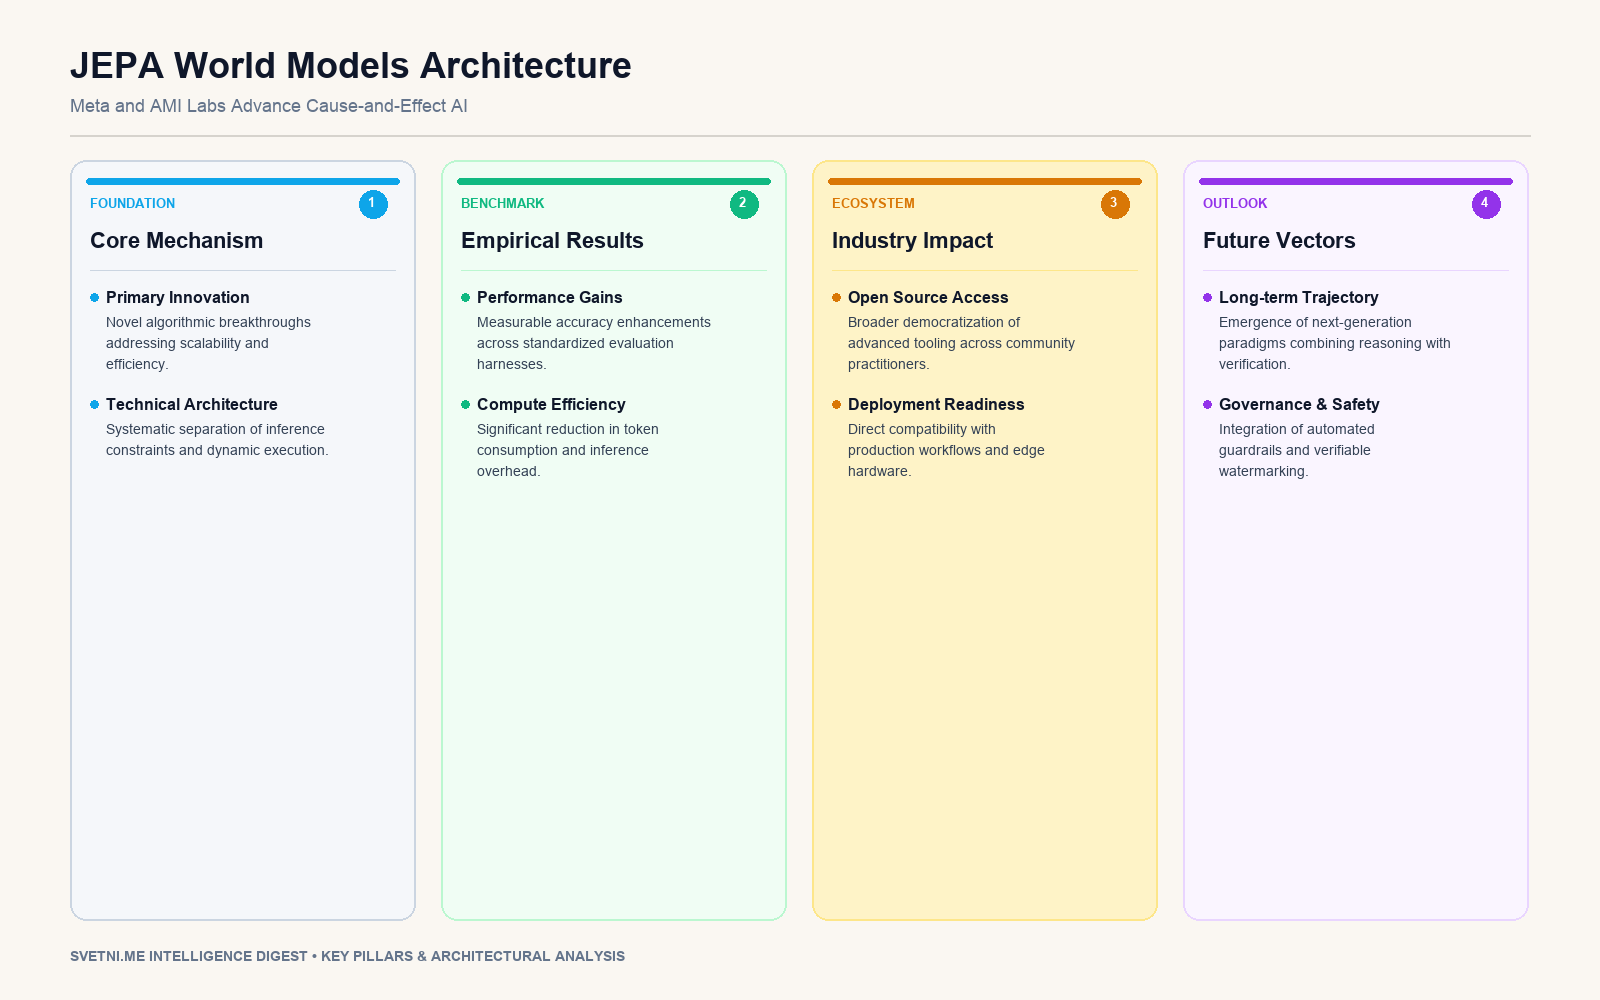 JEPA World Models Architecture
Meta and AMI Labs Advance Cause-and-Effect AI
FOUNDATION
1
Core Mechanism
Primary Innovation
Novel algorithmic breakthroughs
addressing scalability and
efficiency.
Technical Architecture
Systematic separation of inference
constraints and dynamic execution.
BENCHMARK
2
Empirical Results
Performance Gains
Measurable accuracy enhancements
across standardized evaluation
harnesses.
Compute Efficiency
Significant reduction in token
consumption and inference
overhead.
ECOSYSTEM
3
Industry Impact
Open Source Access
Broader democratization of
advanced tooling across community
practitioners.
Deployment Readiness
Direct compatibility with
production workflows and edge
hardware.
OUTLOOK
4
Future Vectors
Long-term Trajectory
Emergence of next-generation
paradigms combining reasoning with
verification.
Governance & Safety
Integration of automated
guardrails and verifiable
watermarking.
SVETNI.ME INTELLIGENCE DIGEST • KEY PILLARS & ARCHITECTURAL ANALYSIS